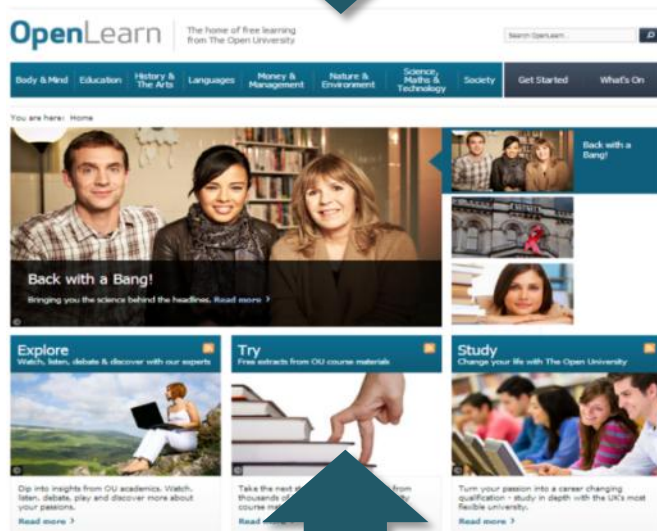 OpenLearn
The home of free learning
from The Open University
Search OpenLearn...
Body & Mind
Education
History &
The Arts
Languages
Money &
Management
Nature &
Environment
Science,
Maths &
Technology
Society
Get Started
What's On
You are here: Home
Back with a
Bang!
Back with a Bang!
Bringing you the science behind the headlines. Read more >
Explore
Watch, listen, debate & discover with our experts
Dip into insights from OU academics. Watch,
listen, debate, play and discover more about
your passions.
Read more >
Try
Free extracts from OU course materials
Take the next from
thousands of
course
Read
Study
Change your life with The Open University
Turn your passion into a career changing
qualification - study in depth with the UK's most
flexible university.
Read more >